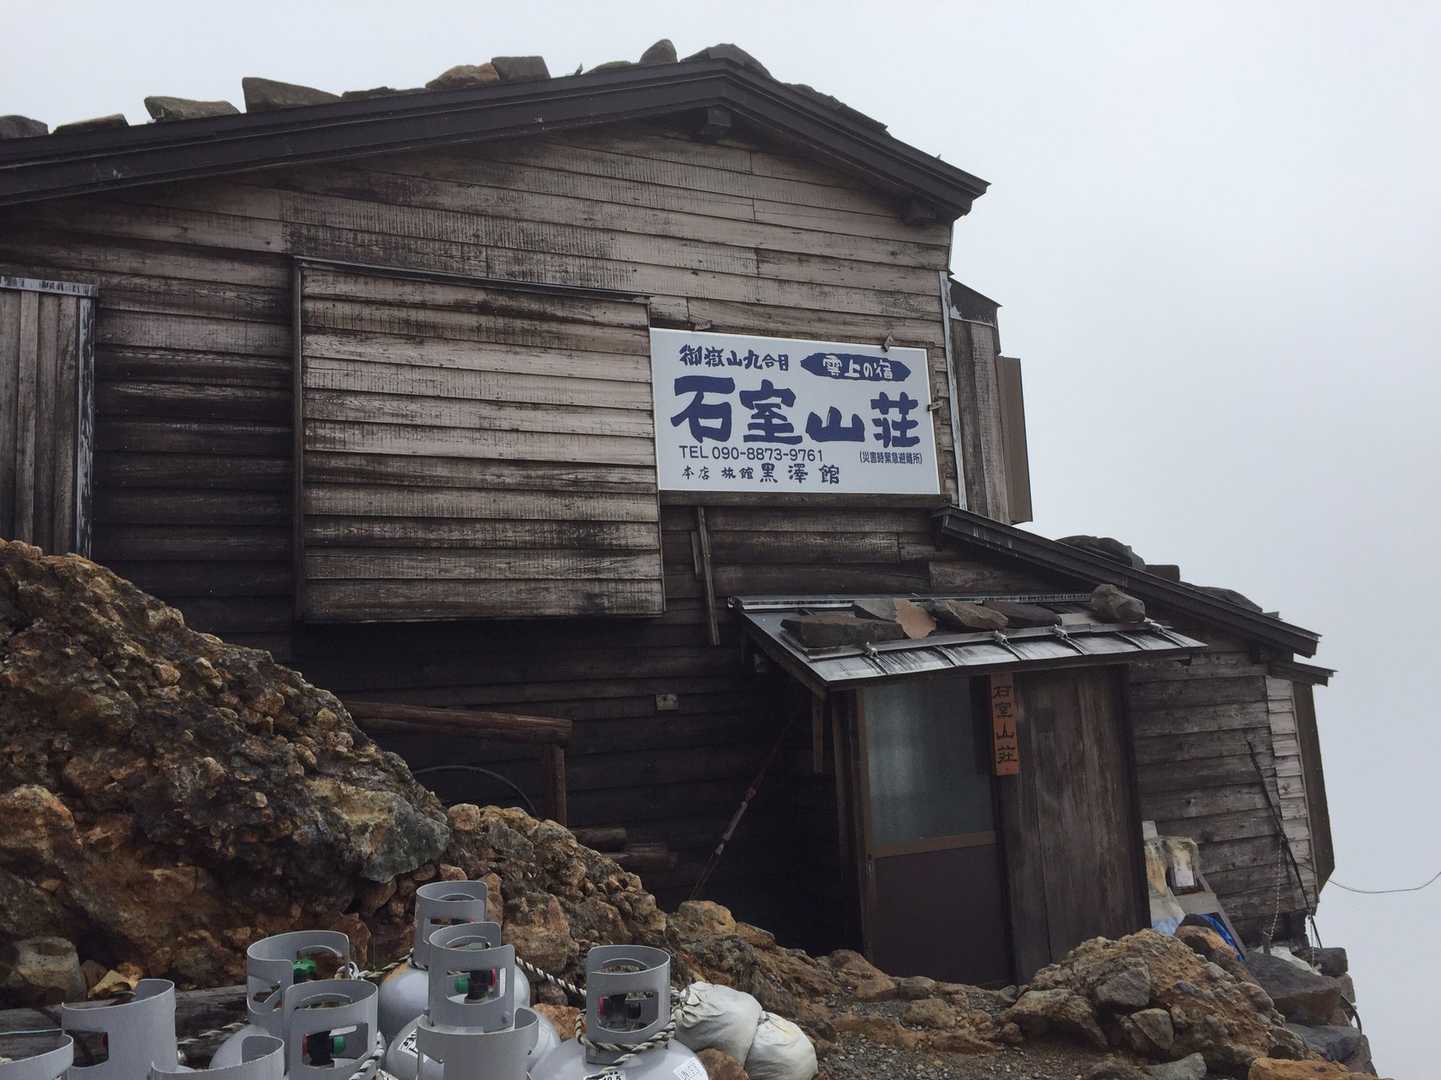 御嶽山九合目 雲上の宿
石室山荘
TEL 090-8873-9761 (災害時緊急避難所)
本店 旅館 黒澤館
石室山荘